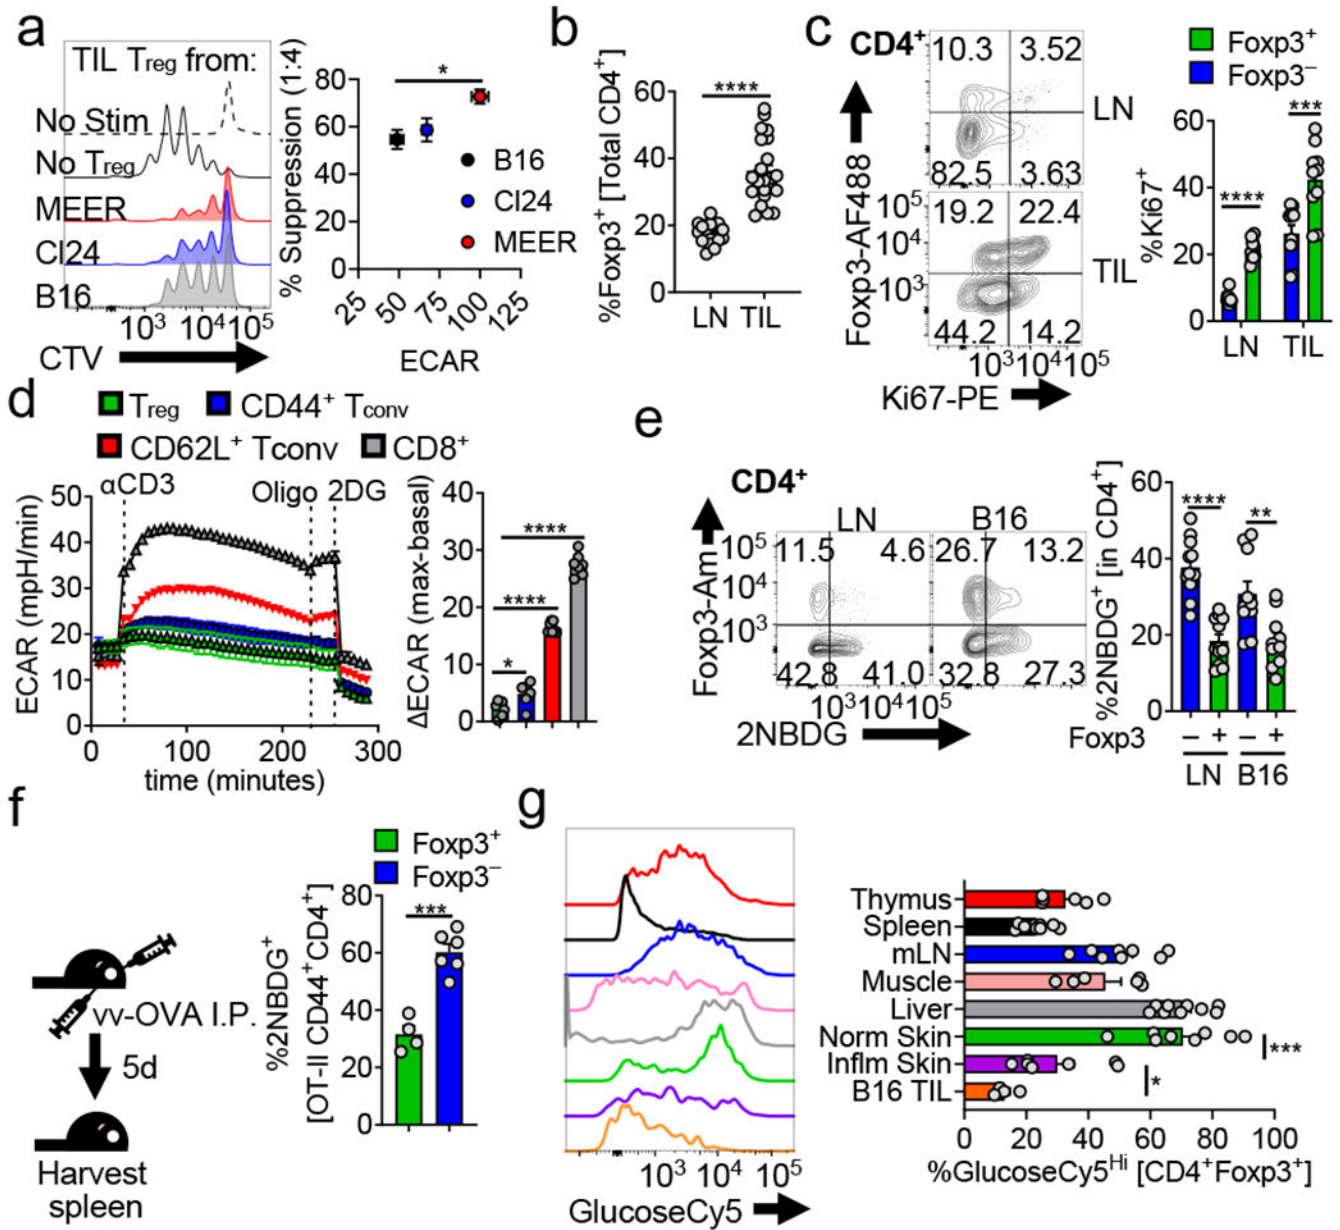 a
TIL Treg from:
No Stim
No Treg
MEER
Cl24
B16
10³ 10⁴ 10⁵
CTV
% Suppression (1:4)
80
60
40
20
0
*
B16
Cl24
MEER
25 50 75 100 125
ECAR
b
%Foxp3⁺ [Total CD4⁺]
60
40
20
0
****
LN TIL
c
CD4⁺
10.3 3.52
82.5 3.63
LN
Foxp3-AF488
10⁵
10⁴
10³
19.2 22.4
44.2 14.2
TIL
10³ 10⁴ 10⁵
Ki67-PE
Foxp3⁺
Foxp3⁻
%Ki67⁺
60
40
20
0
****
***
LN TIL
d
Treg CD44⁺ Tconv
CD62L⁺ Tconv CD8⁺
αCD3 Oligo 2DG
ECAR (mpH/min)
50
40
30
20
10
0
0 100 200 300
time (minutes)
ΔECAR (max-basal)
40
30
20
10
0
****
****
*
e
CD4⁺
LN B16
Foxp3-Am
10⁵
10⁴
10³
11.5 4.6 26.7 13.2
42.8 41.0 32.8 27.3
10³ 10⁴ 10⁵
2NBDG
%2NBDG⁺ [in CD4⁺]
60
40
20
0
**** **
Foxp3 – + – +
LN B16
f
vv-OVA I.P.
5d
Harvest
spleen
Foxp3⁺
Foxp3⁻
%2NBDG⁺
[OT-II CD44⁺CD4⁺]
80
60
40
20
0
***
g
10³ 10⁴ 10⁵
GlucoseCy5
Thymus
Spleen
mLN
Muscle
Liver
Norm Skin
Inflm Skin
B16 TIL
***
*
0 20 40 60 80 100
%GlucoseCy5ᴴⁱ [CD4⁺Foxp3⁺]